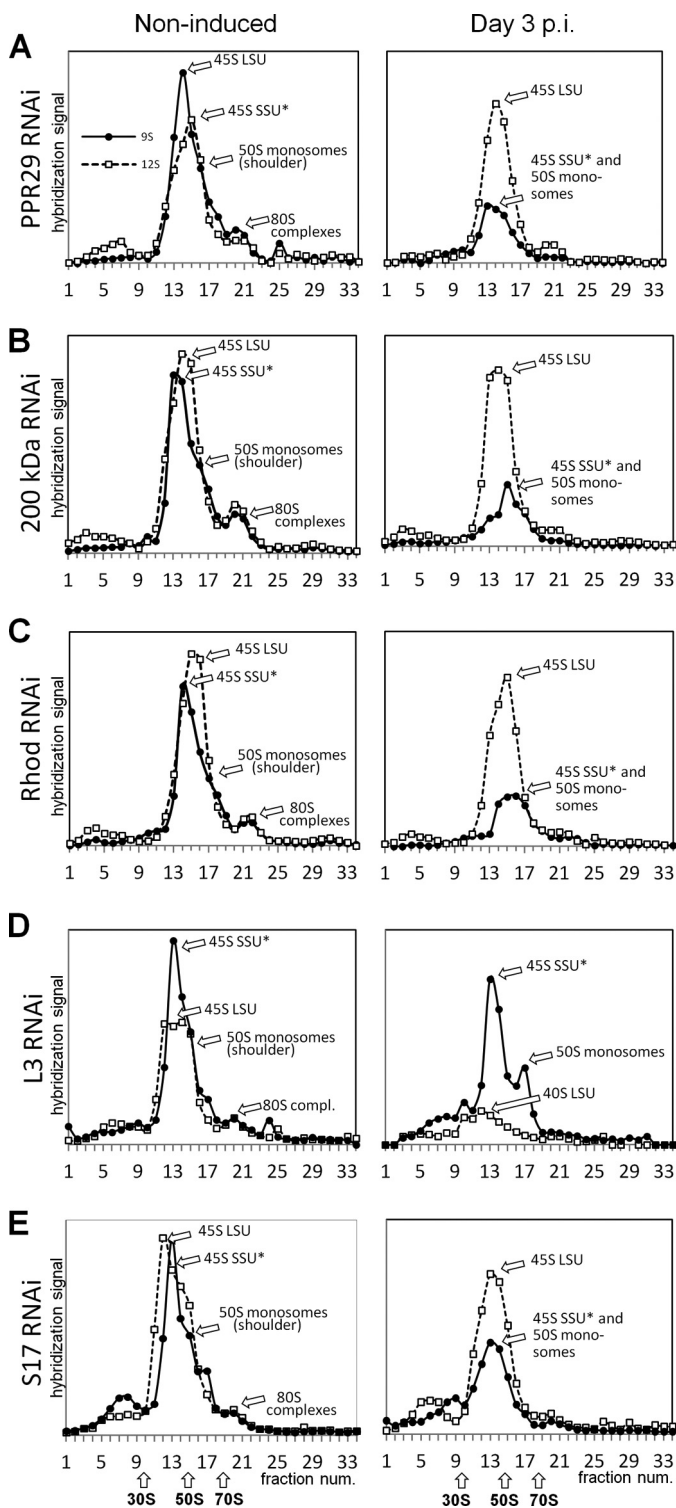 Non-induced
Day 3 p.i.
A
PPR29 RNAi
hybridization signal
9S
12S
45S LSU
45S SSU*
50S monosomes
(shoulder)
80S
complexes
1 5 9 13 17 21 25 29 33
45S LSU
45S SSU* and
50S mono-
somes
1 5 9 13 17 21 25 29 33
B
200 kDa RNAi
hybridization signal
45S LSU
45S SSU*
50S monosomes
(shoulder)
80S
complexes
1 5 9 13 17 21 25 29 33
45S LSU
45S SSU* and
50S mono-
somes
1 5 9 13 17 21 25 29 33
C
Rhod RNAi
hybridization signal
45S LSU
45S SSU*
50S monosomes
(shoulder)
80S
complexes
1 5 9 13 17 21 25 29 33
45S LSU
45S SSU* and
50S mono-
somes
1 5 9 13 17 21 25 29 33
D
L3 RNAi
hybridization signal
45S SSU*
45S LSU
50S monosomes
(shoulder)
80S compl.
1 5 9 13 17 21 25 29 33
45S SSU*
50S monosomes
40S LSU
1 5 9 13 17 21 25 29 33
E
S17 RNAi
hybridization signal
45S LSU
45S SSU*
50S monosomes
(shoulder)
80S
complexes
1 5 9 13 17 21 25 29 33
fraction num.
30S 50S 70S
45S LSU
45S SSU* and
50S mono-
somes
1 5 9 13 17 21 25 29 33
fraction num.
30S 50S 70S